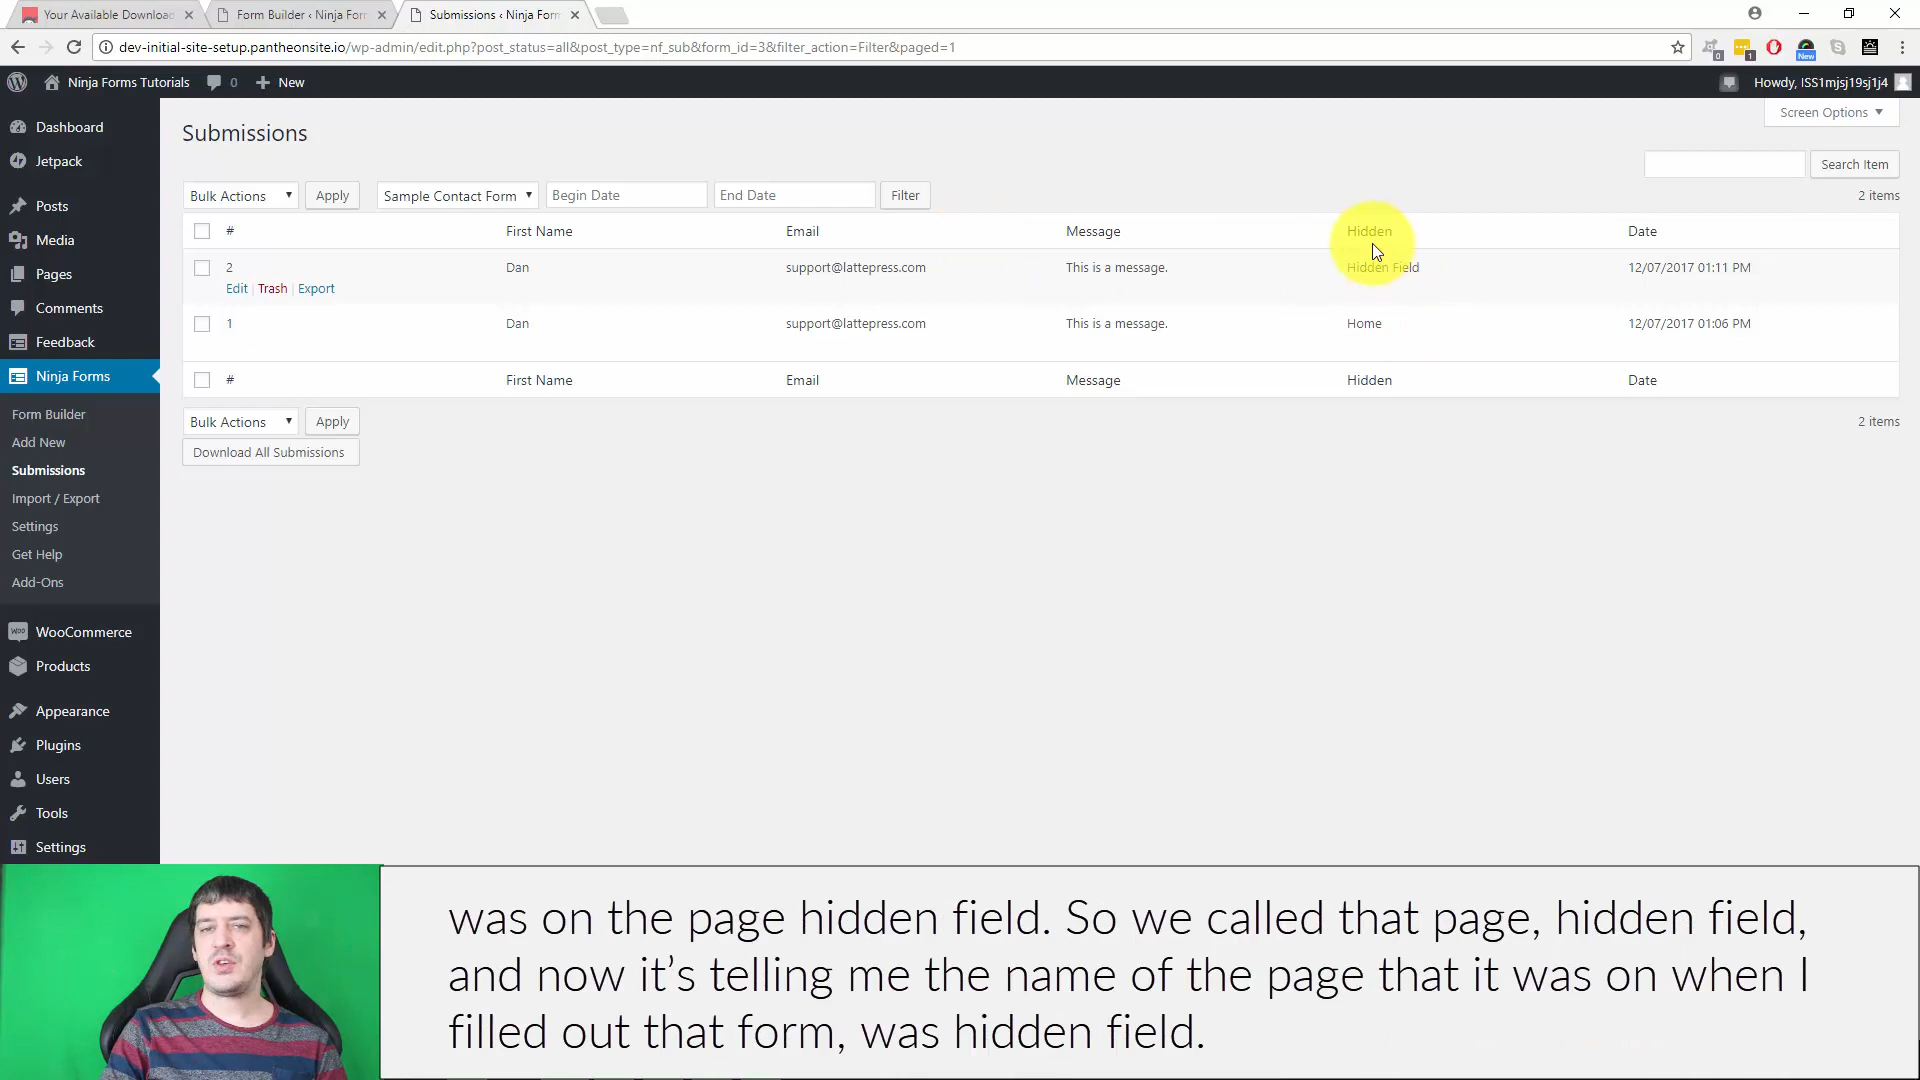 Your Available Download
Form Builder ‹ Ninja For
Submissions ‹ Ninja Form
dev-initial-site-setup.pantheonsite.io/wp-admin/edit.php?post_status=all&post_type=nf_sub&form_id=3&filter_action=Filter&paged=1
0
1
New
Ninja Forms Tutorials
0
New
Howdy, ISS1mjsj19sj1j4
Screen Options
Dashboard
Jetpack
Posts
Media
Pages
Comments
Feedback
Ninja Forms
Form Builder
Add New
Submissions
Import / Export
Settings
Get Help
Add-Ons
WooCommerce
Products
Appearance
Plugins
Users
Tools
Settings
Submissions
Search Item
Bulk Actions Apply Sample Contact Form Begin Date End Date Filter 2 items
# First Name Email Message Hidden Date
2 Dan support@lattepress.com This is a message. Hidden Field 12/07/2017 01:11 PM
Edit | Trash | Export
1 Dan support@lattepress.com This is a message. Home 12/07/2017 01:06 PM
# First Name Email Message Hidden Date
Bulk Actions Apply 2 items
Download All Submissions
was on the page hidden field. So we called that page, hidden field,
and now it's telling me the name of the page that it was on when I
filled out that form, was hidden field.